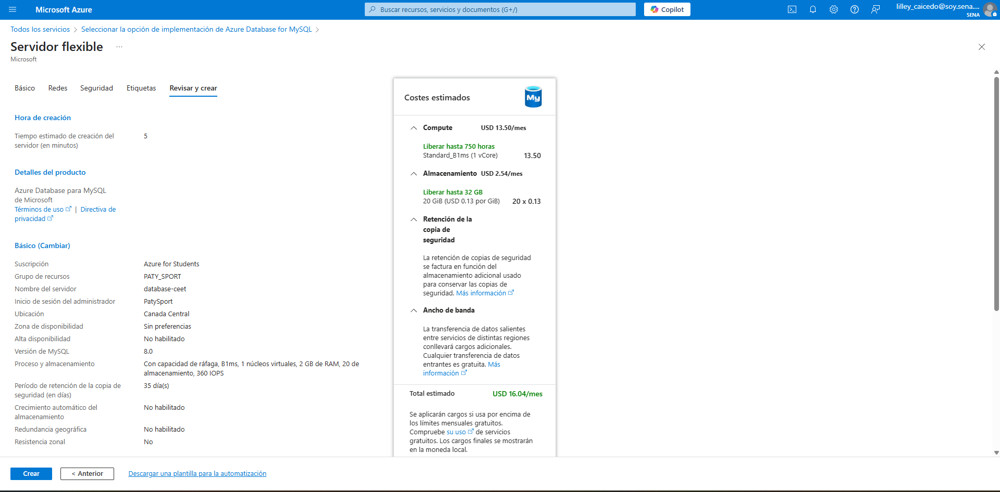 Microsoft Azure
Buscar recursos, servicios y documentos (G+/)
Copilot
lilley_caicedo@soy.sena....
SENA
Todos los servicios
Seleccionar la opción de implementación de Azure Database for MySQL
Servidor flexible
Microsoft
Básico
Redes
Seguridad
Etiquetas
Revisar y crear
Hora de creación
Tiempo estimado de creación del
servidor (en minutos)
5
Detalles del producto
Azure Database para MySQL
de Microsoft
Términos de uso | Directiva de
privacidad
Básico (Cambiar)
Suscripción
Azure for Students
Grupo de recursos
PATY_SPORT
Nombre del servidor
database-ceet
Inicio de sesión del administrador
PatySport
Ubicación
Canada Central
Zona de disponibilidad
Sin preferencias
Alta disponibilidad
No habilitado
Versión de MySQL
8.0
Proceso y almacenamiento
Con capacidad de ráfaga, B1ms, 1 núcleos virtuales, 2 GB de RAM, 20 de
almacenamiento, 360 IOPS
Período de retención de la copia de
seguridad (en días)
35 día(s)
Crecimiento automático del
almacenamiento
No habilitado
Redundancia geográfica
No habilitado
Resistencia zonal
No
Costes estimados
My
Compute
USD 13.50/mes
Liberar hasta 750 horas
Standard_B1ms (1 vCore)
13.50
Almacenamiento
USD 2.54/mes
Liberar hasta 32 GB
20 GiB (USD 0.13 por GiB)
20 x 0.13
Retención de la
copia de
seguridad
La retención de copias de seguridad
se factura en función del
almacenamiento adicional usado
para conservar las copias de
seguridad. Más información
Ancho de banda
La transferencia de datos salientes
entre servicios de distintas regiones
conllevará cargos adicionales.
Cualquier transferencia de datos
entrantes es gratuita. Más
información
Total estimado
USD 16.04/mes
Se aplicarán cargos si usa por encima de
los límites mensuales gratuitos.
Compruebe su uso de servicios
gratuitos. Los cargos finales se mostrarán
en la moneda local.
Crear
< Anterior
Descargar una plantilla para la automatización